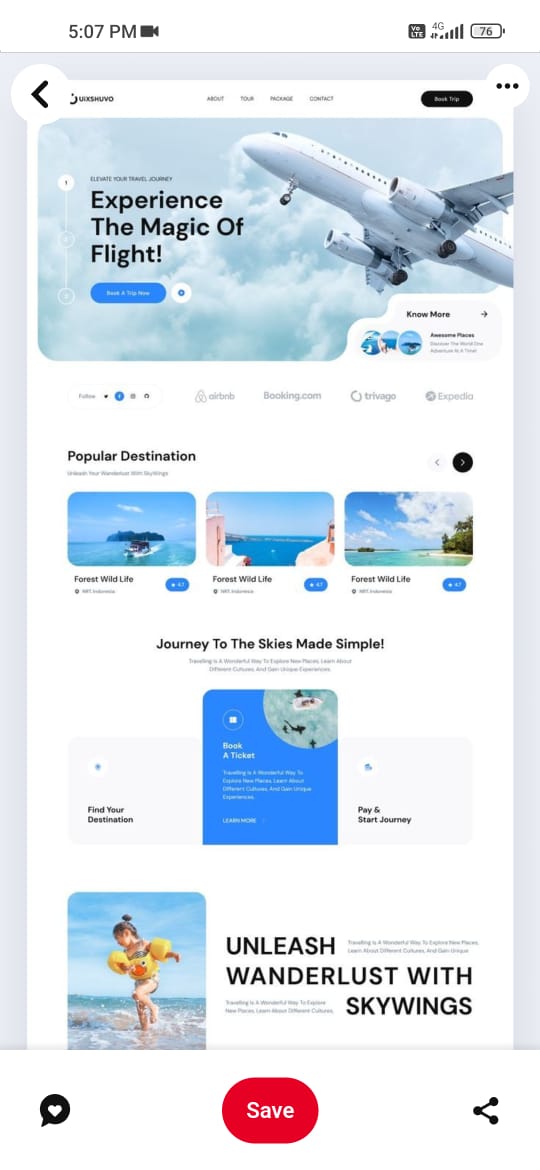 5:07 PM
Vo LTE 4G 76
UIXSHUVO ABOUT TOUR PACKAGE CONTACT Book Trip
1
ELEVATE YOUR TRAVEL JOURNEY
Experience
The Magic Of
Flight!
2
Book A Trip Now
3
Know More
Awesome Places
Discover The World One
Adventure At A Time!
Follow airbnb Booking.com trivago Expedia
Popular Destination
Unleash Your Wanderlust With SkyWings
Forest Wild Life 4.7
NRT, Indonesia
Forest Wild Life 4.7
NRT, Indonesia
Forest Wild Life 4.7
NRT, Indonesia
Journey To The Skies Made Simple!
Travelling Is A Wonderful Way To Explore New Places, Learn About
Different Cultures, And Gain Unique Experiences.
Find Your
Destination
Book
A Ticket
Travelling Is A Wonderful Way To
Explore New Places, Learn About
Different Cultures, And Gain Unique
Experiences.
LEARN MORE
Pay &
Start Journey
UNLEASH
Travelling Is A Wonderful Way To Explore New Places,
Learn About Different Cultures, And Gain Unique
WANDERLUST WITH
Travelling Is A Wonderful Way To Explore
New Places, Learn About Different Cultures,
SKYWINGS
Save